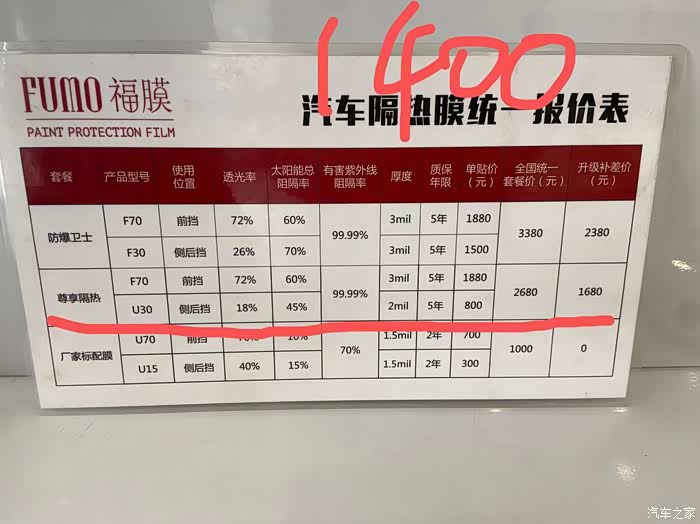 1400
FUMO 福膜
PAINT PROTECTION FILM
汽车隔热膜统一报价表
套餐 产品型号 使用位置 透光率 太阳能总阻隔率 有害紫外线阻隔率 厚度 质保年限 单贴价（元） 全国统一套餐价（元） 升级补差价（元）
防爆卫士 F70 前挡 72% 60% 99.99% 3mil 5年 1880 3380 2380
F30 侧后挡 26% 70% 3mil 5年 1500
尊享隔热 F70 前挡 72% 60% 99.99% 3mil 5年 1880 2680 1680
U30 侧后挡 18% 45% 2mil 5年 800
厂家标配膜 U70 前挡 70% 1.5mil 2年 700 1000 0
U15 侧后挡 40% 15% 1.5mil 2年 300
汽车之家